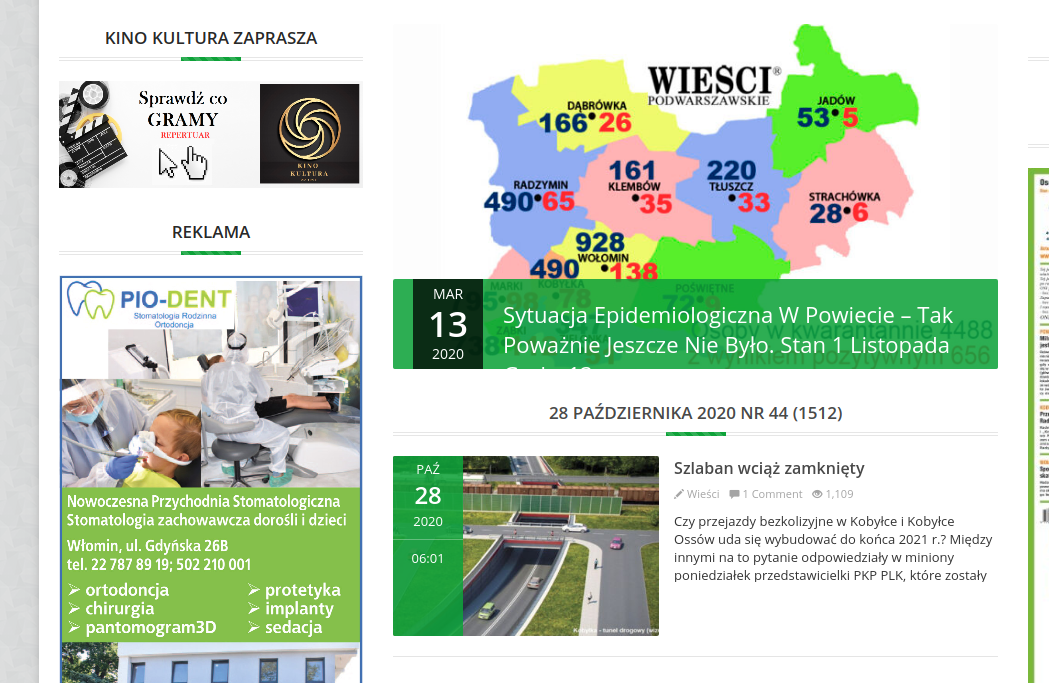 KINO KULTURA ZAPRASZA
Sprawdź co
GRAMY
REPERTUAR
KINO
KULTURA
REKLAMA
PIO-DENT
Stomatologia Rodzinna
Ortodoncja
Nowoczesna Przychodnia Stomatologiczna
Stomatologia zachowawcza dorośli i dzieci
Włomin, ul. Gdyńska 26B
tel. 22 787 89 19; 502 210 001
➢ ortodoncja
➢ chirurgia
➢ pantomogram3D
➢ protetyka
➢ implanty
➢ sedacja
WIEŚCI®
PODWARSZAWSKIE
DĄBRÓWKA
166•26
JADÓW
53•5
161
KLEMBÓW
•35
220
TŁUSZCZ
•33
RADZYMIN
490•65
STRACHÓWKA
28•6
928
WOŁOMIN
•138
490
KOBYŁKA
•78
MARKI
POŚWIĘTNE
Osoby w kwarantannie 4488
z wynikiem pozytywnym 656
MAR
13
2020
Sytuacja Epidemiologiczna W Powiecie – Tak
Poważnie Jeszcze Nie Było. Stan 1 Listopada
28 PAŹDZIERNIKA 2020 NR 44 (1512)
PAŹ
28
2020
06:01
Kobyłka - tunel drogowy (wiz
Szlaban wciąż zamknięty
Wieści 1 Comment 1,109
Czy przejazdy bezkolizyjne w Kobyłce i Kobyłce
Ossów uda się wybudować do końca 2021 r.? Między
innymi na to pytanie odpowiedziały w miniony
poniedziałek przedstawicielki PKP PLK, które zostały